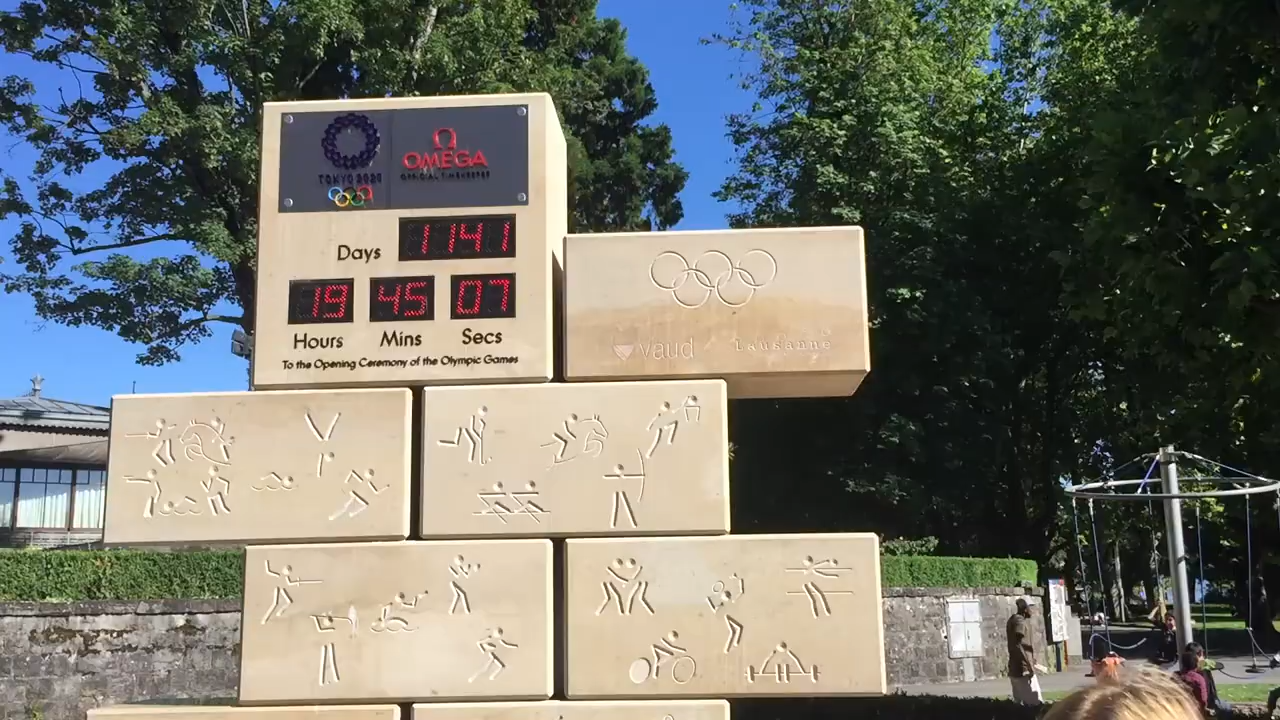 TOKYO 2020
Ω
OMEGA
OFFICIAL TIMEKEEPER
Days 1141
19 45 07
Hours Mins Secs
To the Opening Ceremony of the Olympic Games
vaud Lausanne